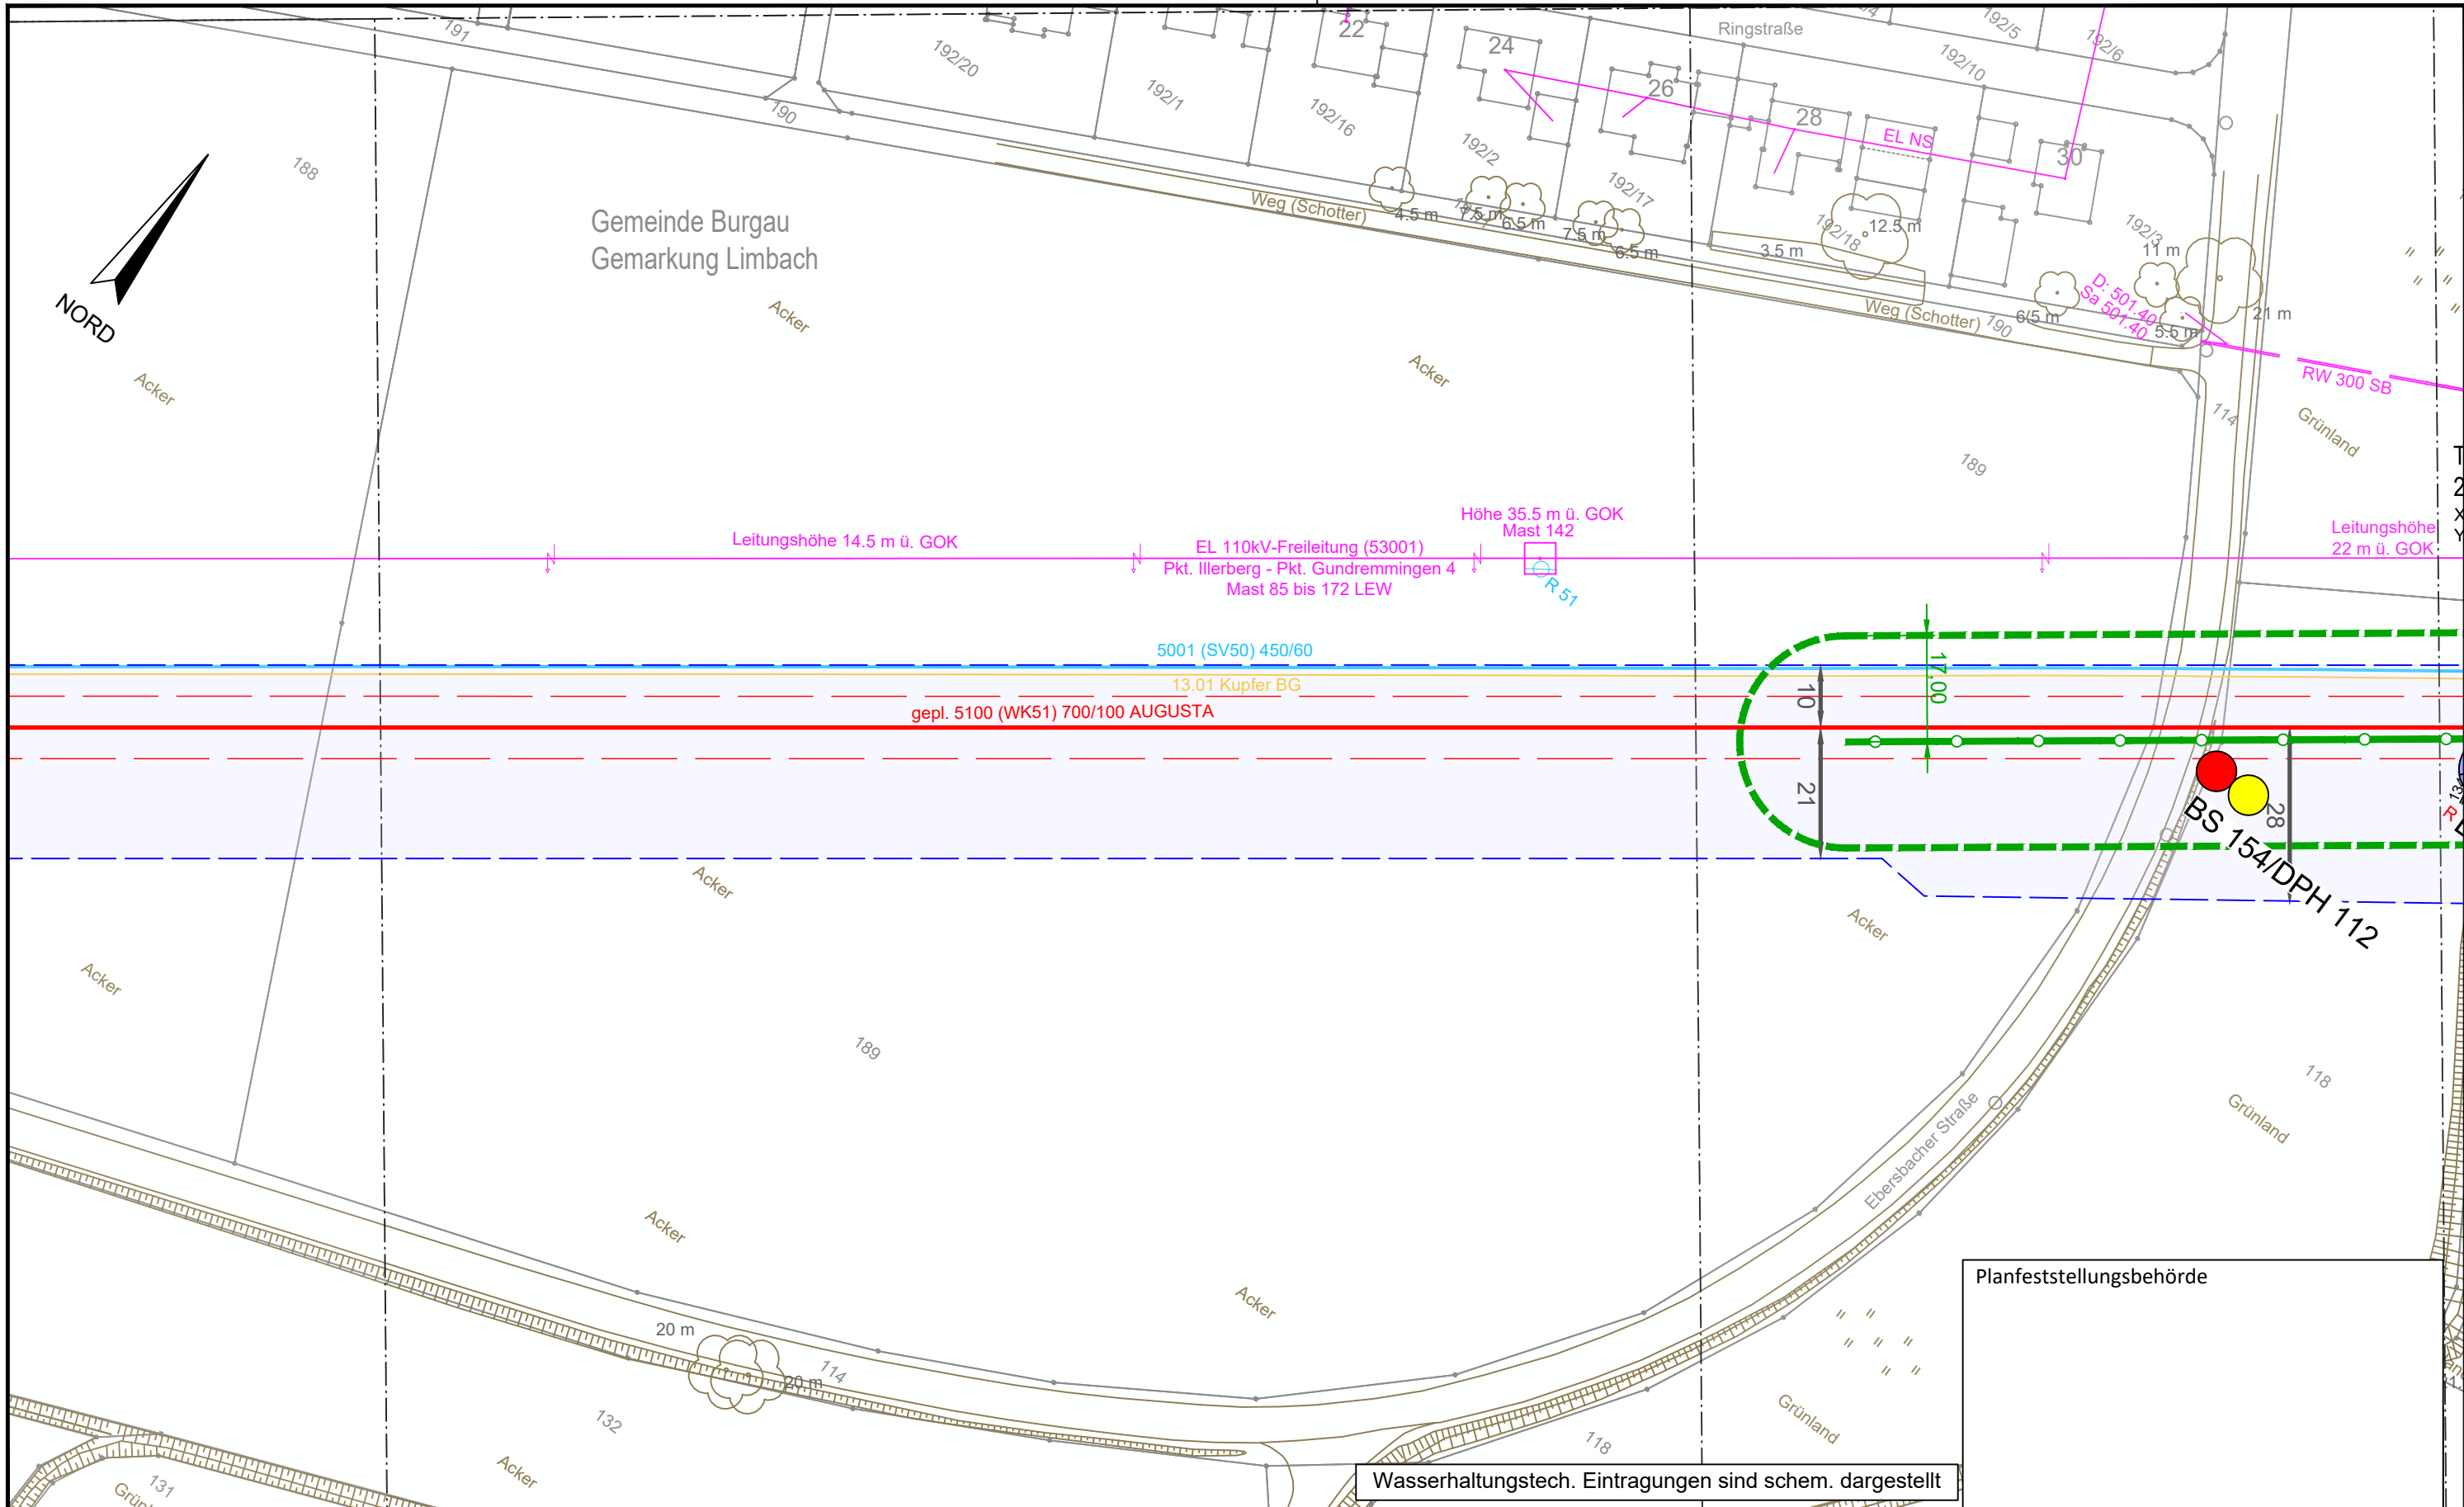 191
192/20
22
24
Ringstraße
192/5
192/6
192/10
192/1
192/16
190
26
28
EL NS
30
192/2
192/17
188
Gemeinde Burgau
Gemarkung Limbach
Weg (Schotter)
4.5 m
7.5 m
6.5 m
7.5 m
6.5 m
3.5 m
192/18
12.5 m
192/3
11 m
NORD
D: 501.40
Sa 501.40
21 m
Acker
Weg (Schotter)
190
6.5 m
5.5 m
Acker
Acker
RW 300 SB
114
Grünland
189
Höhe 35.5 m ü. GOK
Mast 142
Leitungshöhe 14.5 m ü. GOK
EL 110kV-Freileitung (53001)
Pkt. Illerberg - Pkt. Gundremmingen 4
Mast 85 bis 172 LEW
R 51
Leitungshöhe
22 m ü. GOK
5001 (SV50) 450/60
13.01 Kupfer BG
gepl. 5100 (WK51) 700/100 AUGUSTA
10
17,00
21
28
BS 154/DPH 112
R
Acker
Acker
Acker
189
118
Grünland
Ebersbacher Straße
Acker
Acker
Planfeststellungsbehörde
20 m
20 m
114
132
Grünland
118
Acker
131
Wasserhaltungstech. Eintragungen sind schem. dargestellt